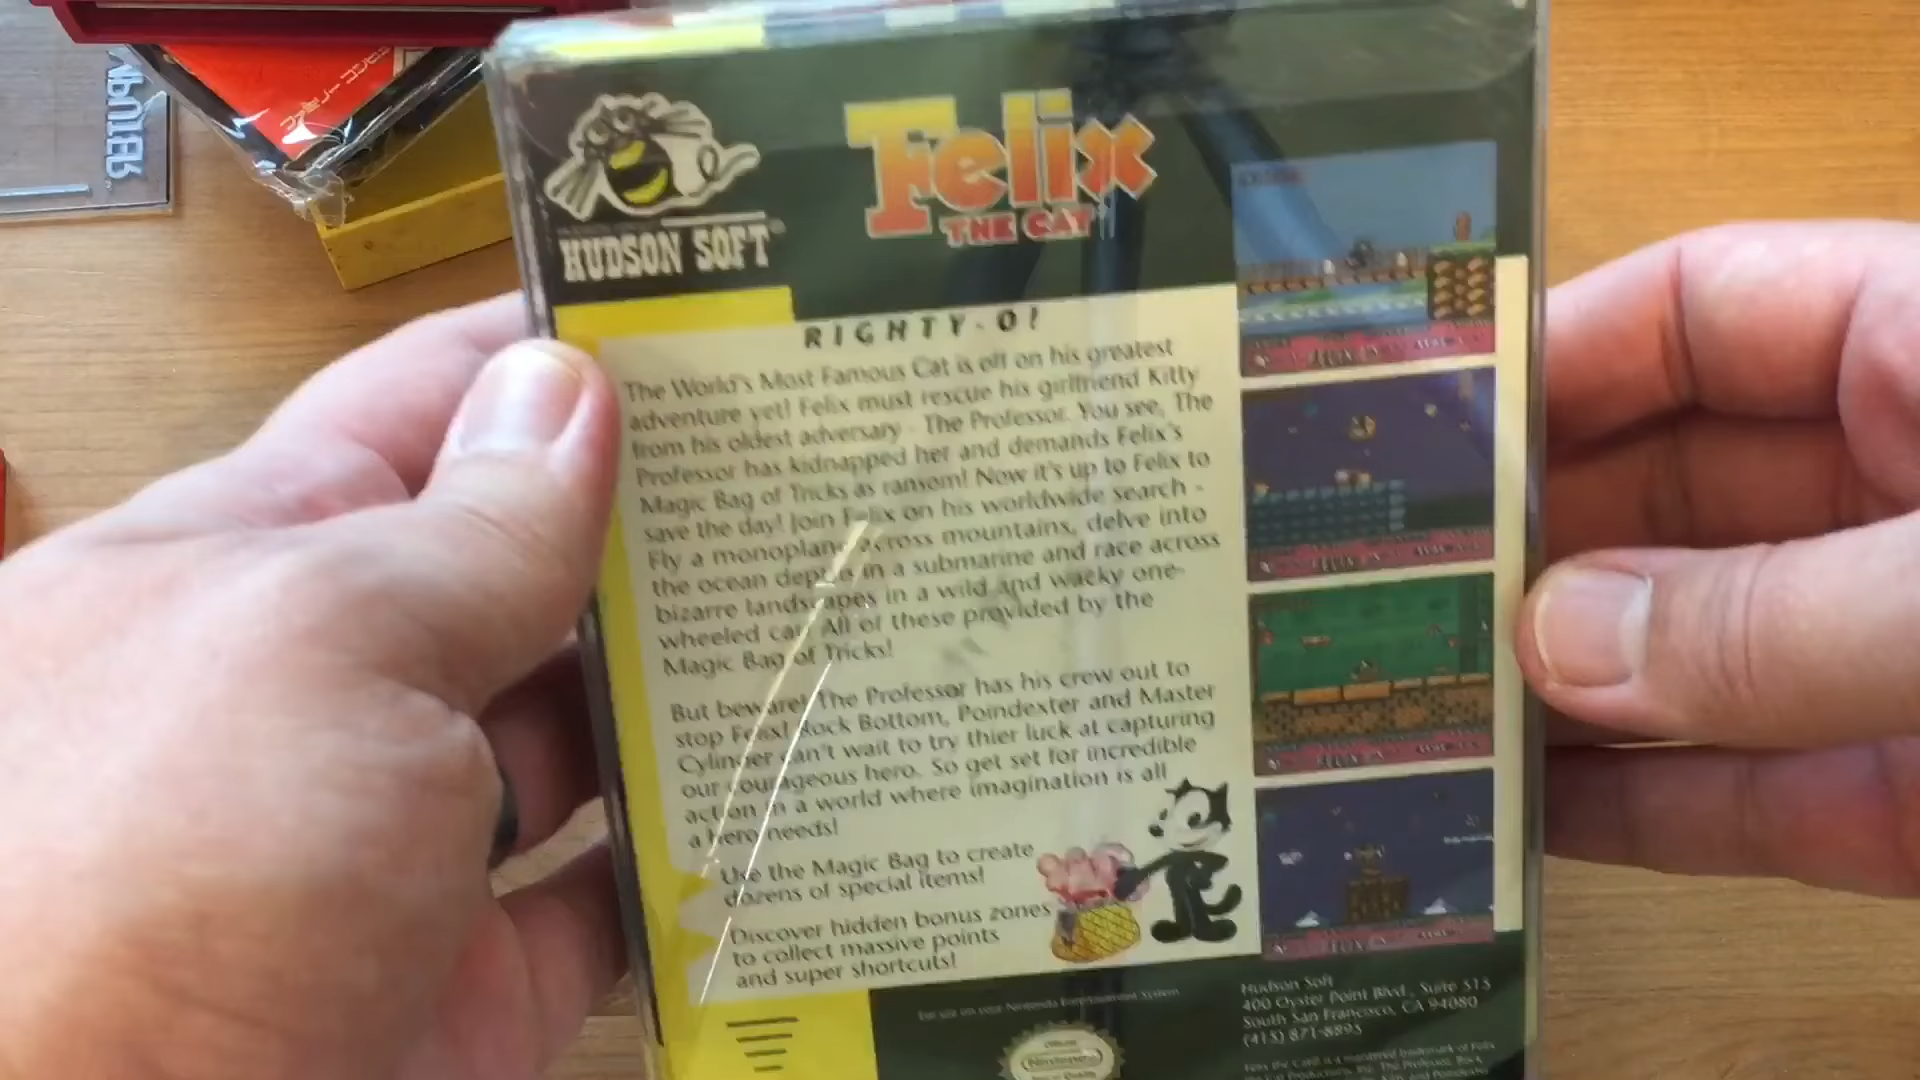 HUDSON SOFT
Felix
THE CAT
RIGHTY-O!
The World's Most Famous Cat is off on his greatest
adventure yet! Felix must rescue his girlfriend Kitty
from his oldest adversary - The Professor. You see, The
Professor has kidnapped her and demands Felix's
Magic Bag of Tricks as ransom! Now it's up to Felix to
save the day! Join Felix on his worldwide search -
Fly a monoplane across mountains, delve into
the ocean depths in a submarine and race across
bizarre landscapes in a wild and wacky one-
wheeled car. All of these provided by the
Magic Bag of Tricks!
But beware! The Professor has his crew out to
stop Felix! Rock Bottom, Poindexter and Master
Cylinder can't wait to try thier luck at capturing
our courageous hero. So get set for incredible
action in a world where imagination is all
a hero needs!
Use the Magic Bag to create
dozens of special items!
Discover hidden bonus zones
to collect massive points
and super shortcuts!
For use on your Nintendo Entertainment System
Nintendo
Hudson Soft
400 Oyster Point Blvd., Suite 515
South San Francisco, CA 94080
(415) 871-8895